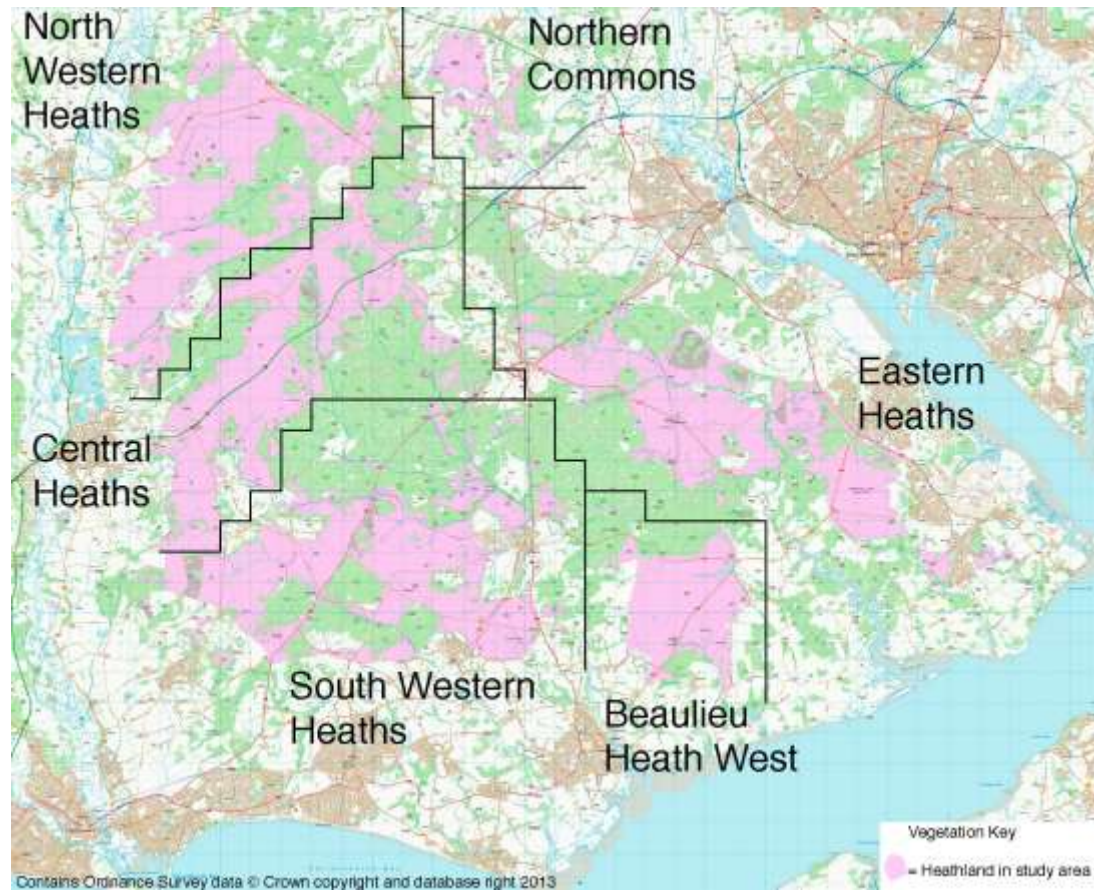 North
Western
Heaths
Northern
Commons
Eastern
Heaths
Central
Heaths
South Western
Heaths
Beaulieu
Heath West
Vegetation Key
= Heathland in study area
Contains Ordnance Survey data © Crown copyright and database right 2013